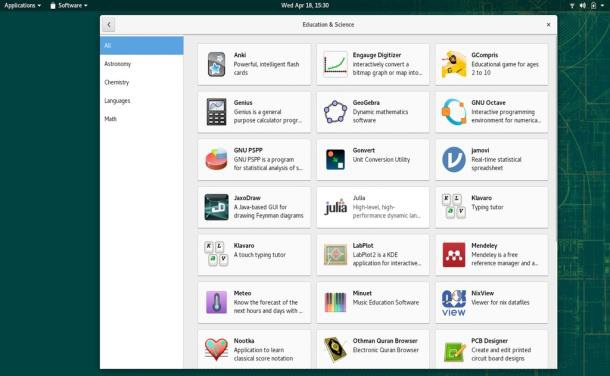 Applications Software Wed Apr 18, 15:30
Education & Science
All
Astronomy
Chemistry
Languages
Math
Anki
Powerful, intelligent flash
cards
Engauge Digitizer
interactively convert a
bitmap graph or map into...
GCompris
Educational game for ages
2 to 10
Genius
Genius is a general
purpose calculator progr...
GeoGebra
Dynamic mathematics
software
GNU Octave
Interactive programming
environment for numerica...
GNU PSPP
GNU PSPP is a program
for statistical analysis of s...
Gonvert
Unit Conversion Utility
jamovi
Real-time statistical
spreadsheet
JaxoDraw
A Java-based GUI for
drawing Feynman diagrams
julia
Julia
High-level, high-
performance dynamic lan...
K L
a v
Klavaro
Typing tutor
K L
a v
Klavaro
A touch typing tutor
LabPlot
LabPlot2 is a KDE
application for interactive...
Mendeley
Mendeley is a free
reference manager and a...
Meteo
Know the forecast of the
next hours and days with ...
Minuet
Music Education Software
view
NixView
Viewer for nix datafiles
Nootka
Application to learn
classical score notation
Othman Quran Browser
Electronic Quran Browser
PCB Designer
Create and edit printed
circuit board designs